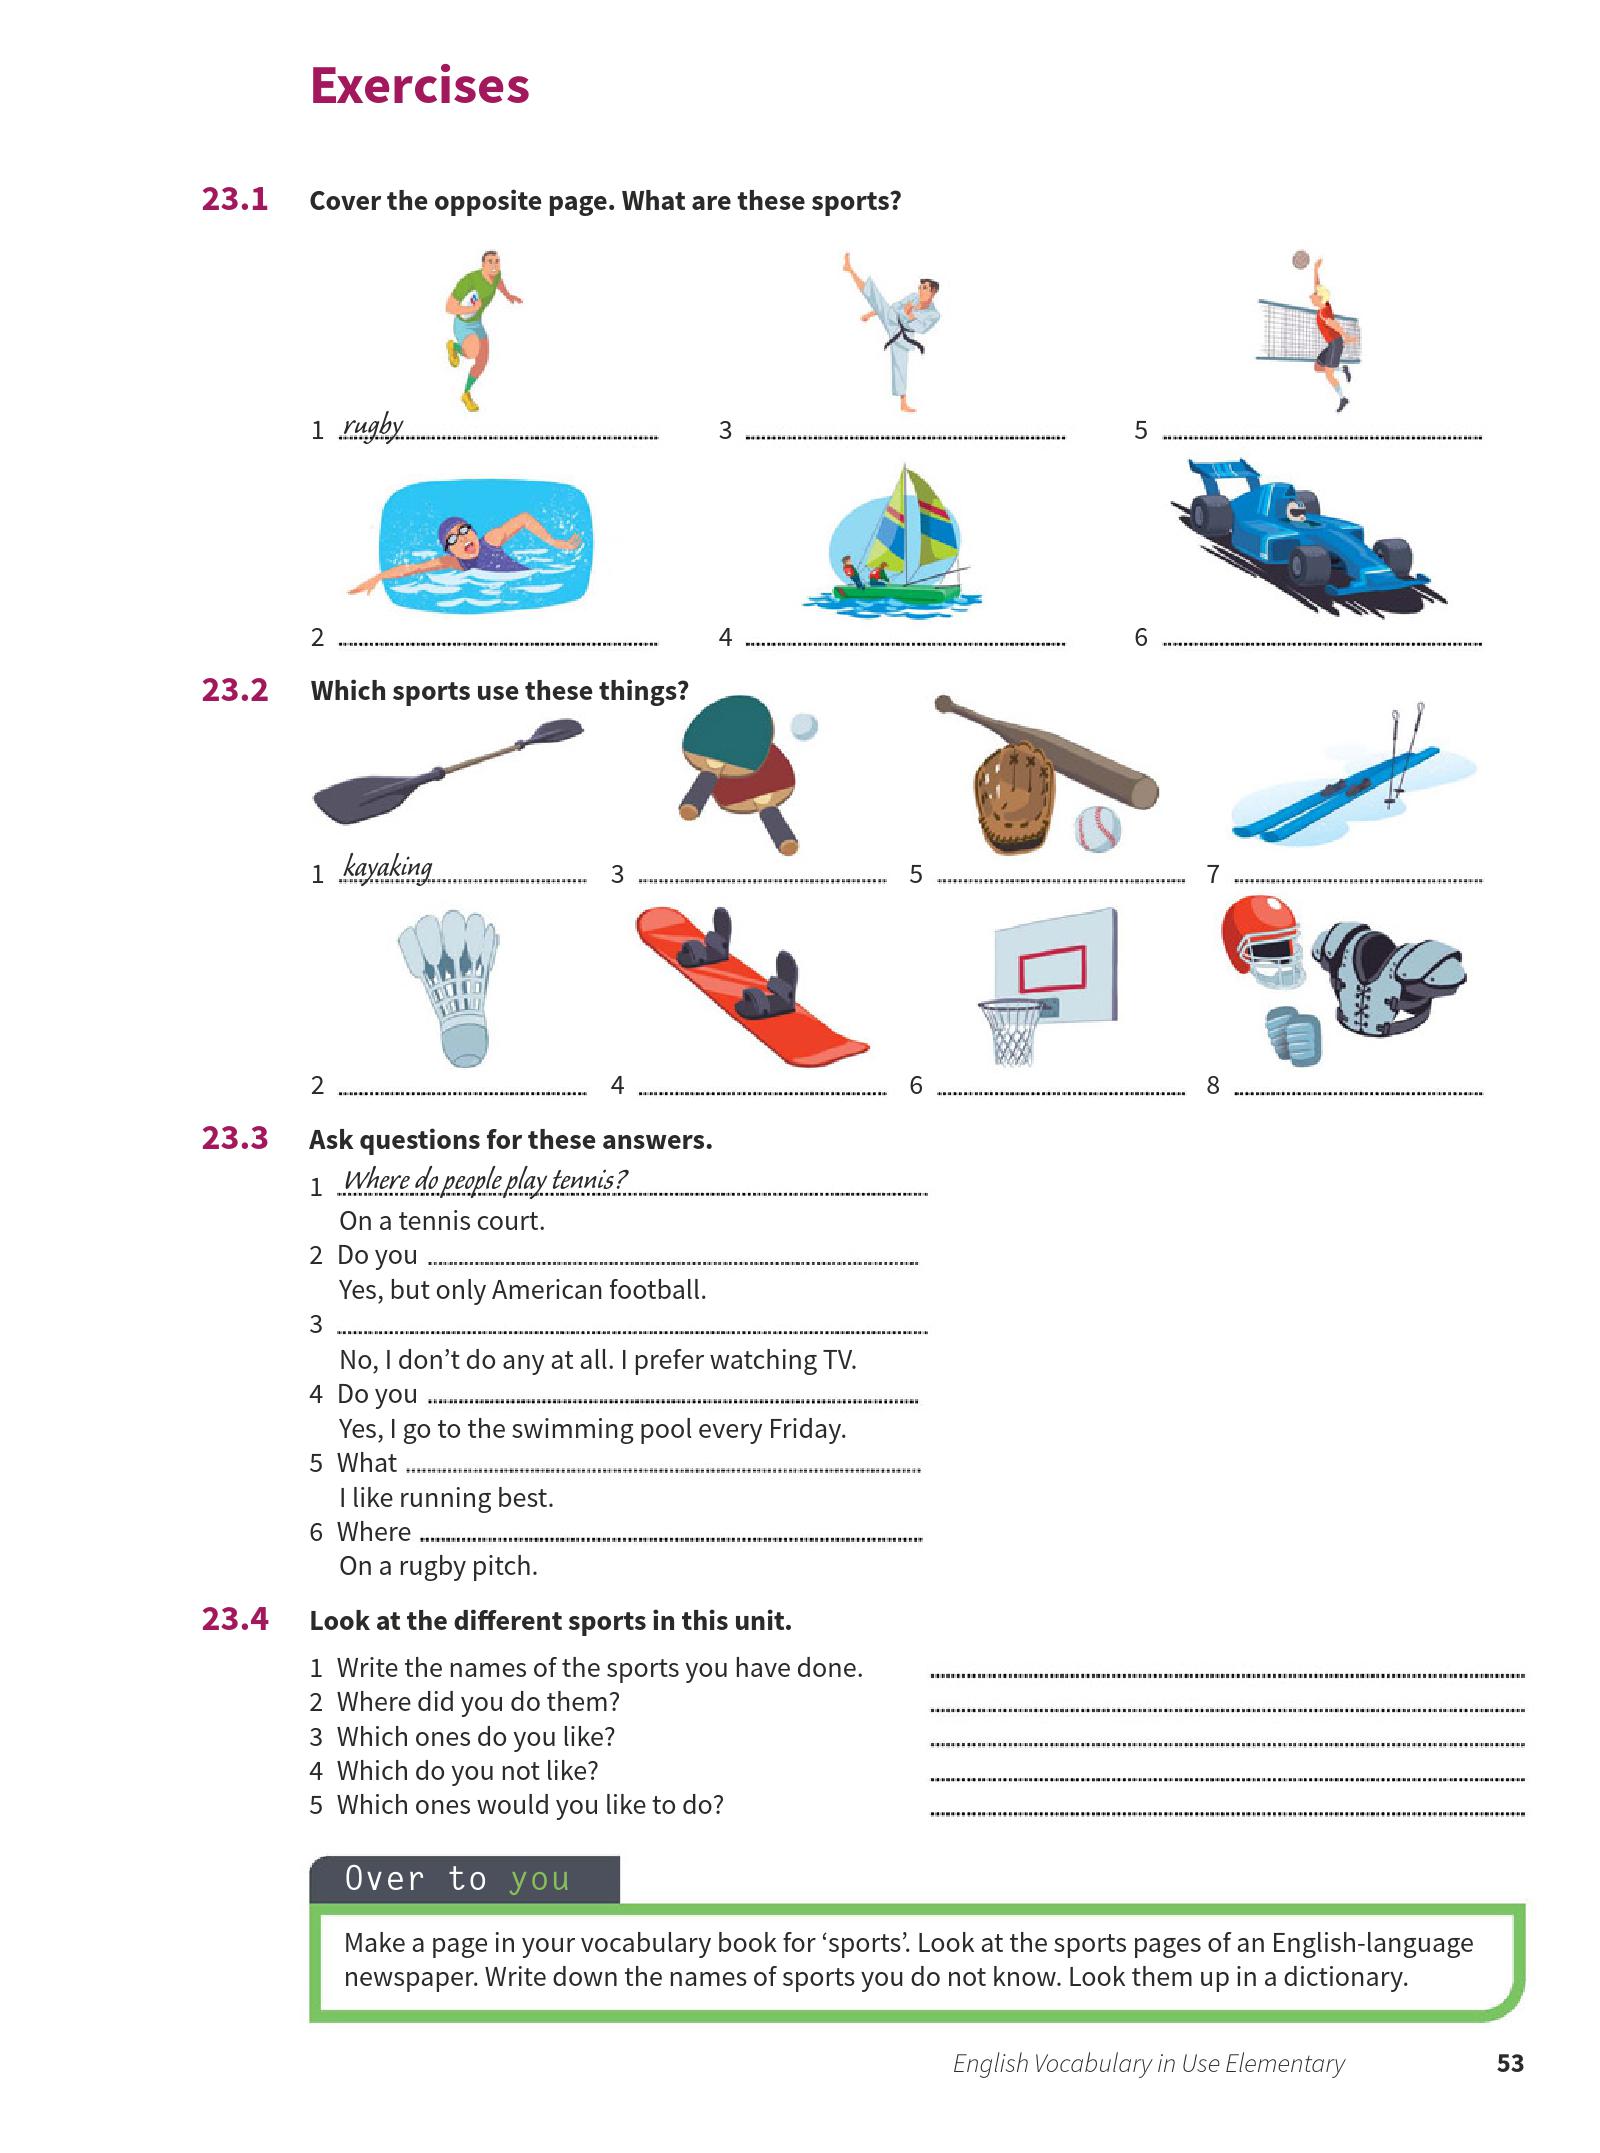 Exercises
23.1 Cover the opposite page. What are these sports?
1 rugby
3
5
2
4
6
23.2 Which sports use these things?
1 kayaking
3
5
7
2
4
6
8
23.3 Ask questions for these answers.
1 Where do people play tennis?
On a tennis court.
2 Do you
Yes, but only American football.
3
No, I don’t do any at all. I prefer watching TV.
4 Do you
Yes, I go to the swimming pool every Friday.
5 What
I like running best.
6 Where
On a rugby pitch.
23.4 Look at the different sports in this unit.
1 Write the names of the sports you have done.
2 Where did you do them?
3 Which ones do you like?
4 Which do you not like?
5 Which ones would you like to do?
Over to you
Make a page in your vocabulary book for ‘sports’. Look at the sports pages of an English-language
newspaper. Write down the names of sports you do not know. Look them up in a dictionary.
English Vocabulary in Use Elementary 53